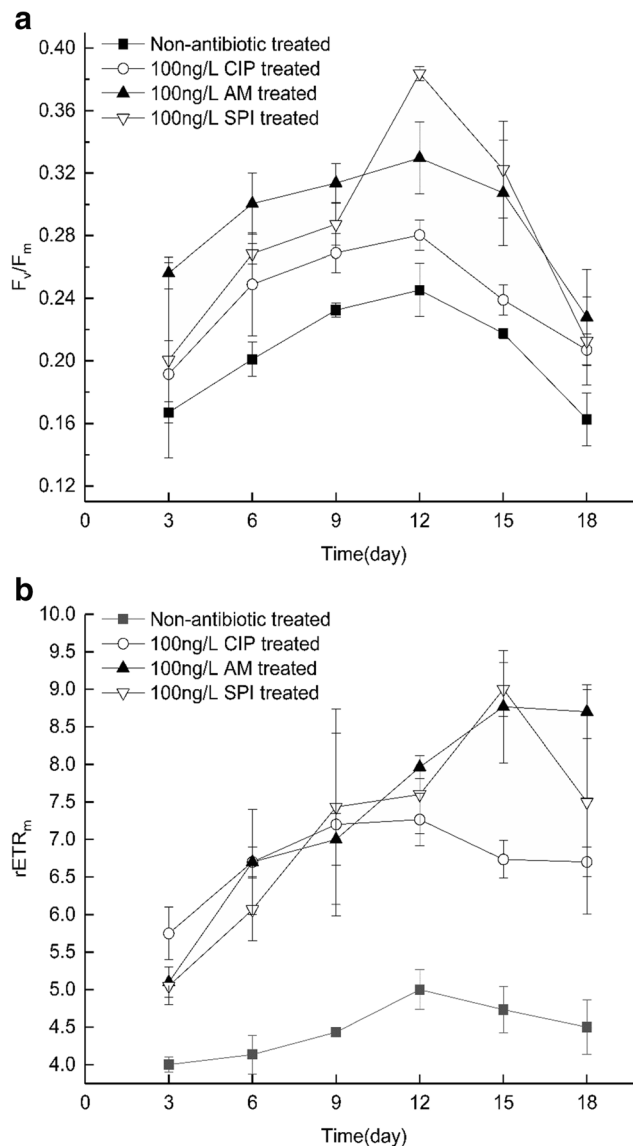 a
Non-antibiotic treated
100ng/L CIP treated
100ng/L AM treated
100ng/L SPI treated
0.40
0.36
0.32
0.28
0.24
0.20
0.16
0.12
Fv/Fm
0 3 6 9 12 15 18
Time(day)
b
10.0
9.5
9.0
8.5
8.0
7.5
7.0
6.5
6.0
5.5
5.0
4.5
4.0
Non-antibiotic treated
100ng/L CIP treated
100ng/L AM treated
100ng/L SPI treated
rETRm
0 3 6 9 12 15 18
Time(day)